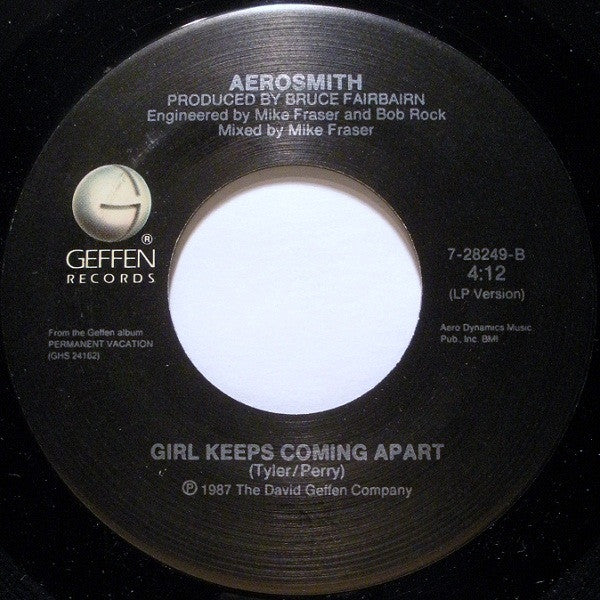 AEROSMITH
PRODUCED BY BRUCE FAIRBAIRN
Engineered by Mike Fraser and Bob Rock
Mixed by Mike Fraser
G
®
GEFFEN
RECORDS
7-28249-B
4:12
(LP Version)
From the Geffen album
PERMANENT VACATION
(GHS 24162)
Aero Dynamics Music
Pub., Inc. BMI
GIRL KEEPS COMING APART
(Tyler/Perry)
℗ 1987 The David Geffen Company